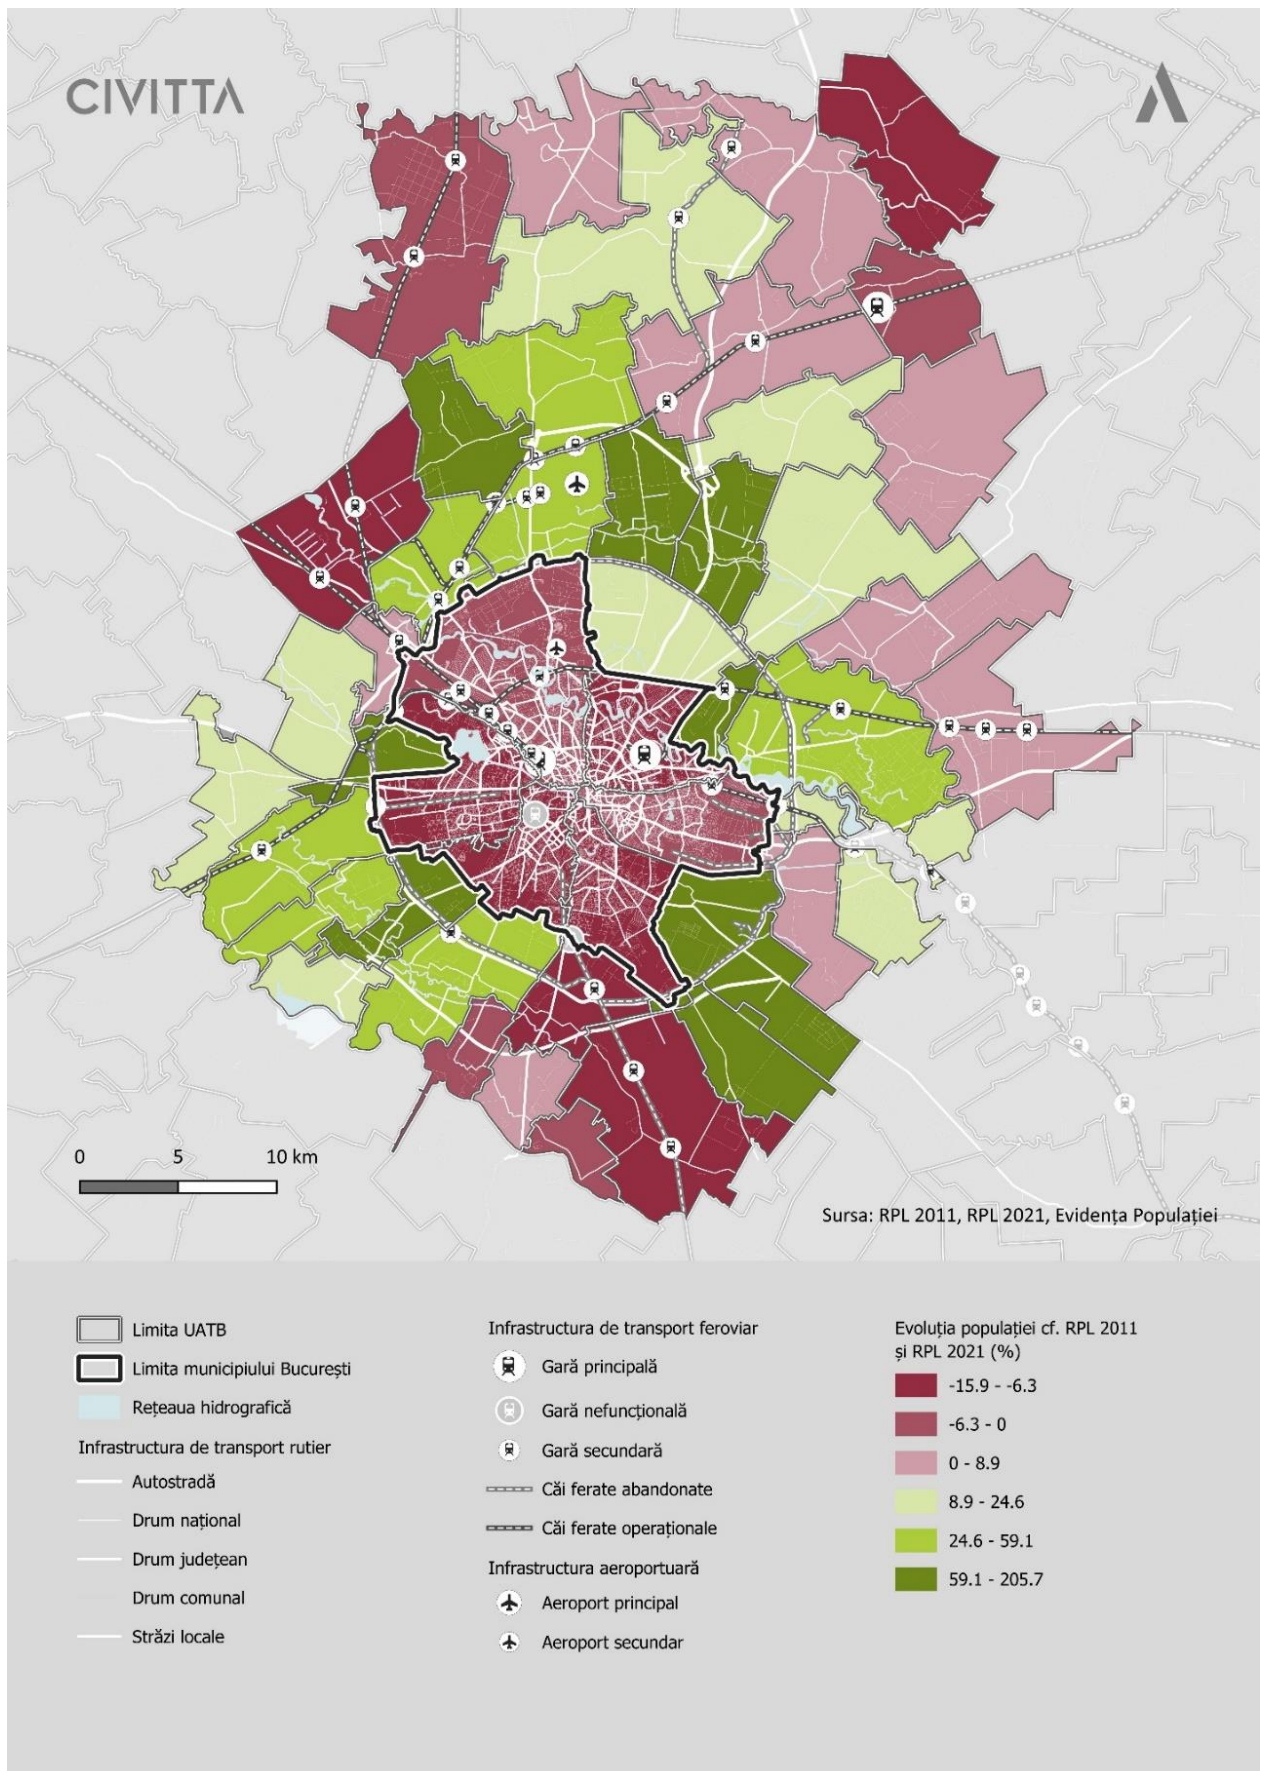 CIVITTA
0 5 10 km
Sursa: RPL 2011, RPL 2021, Evidența Populației
Limita UATB
Limita municipiului București
Rețeaua hidrografică
Infrastructura de transport rutier
Autostradă
Drum național
Drum județean
Drum comunal
Străzi locale
Infrastructura de transport feroviar
Gară principală
Gară nefuncțională
Gară secundară
Căi ferate abandonate
Căi ferate operaționale
Infrastructura aeroportuară
Aeroport principal
Aeroport secundar
Evoluția populației cf. RPL 2011
și RPL 2021 (%)
-15.9 - -6.3
-6.3 - 0
0 - 8.9
8.9 - 24.6
24.6 - 59.1
59.1 - 205.7